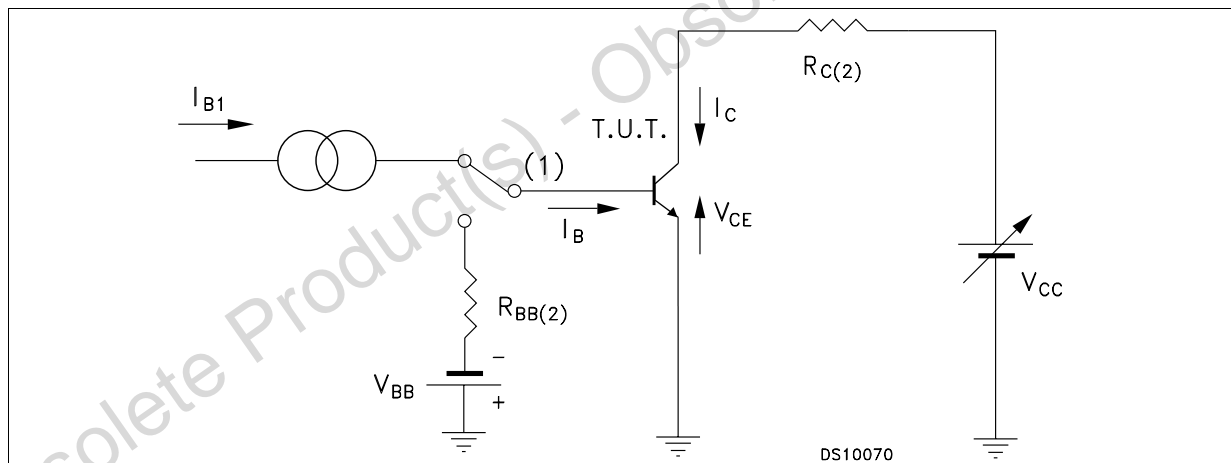 Obsolete Product(s) - Obso
I_B1
R_C(2)
I_C
T.U.T.
(1)
I_B
V_CE
V_CC
R_BB(2)
-
V_BB
+
DS10070